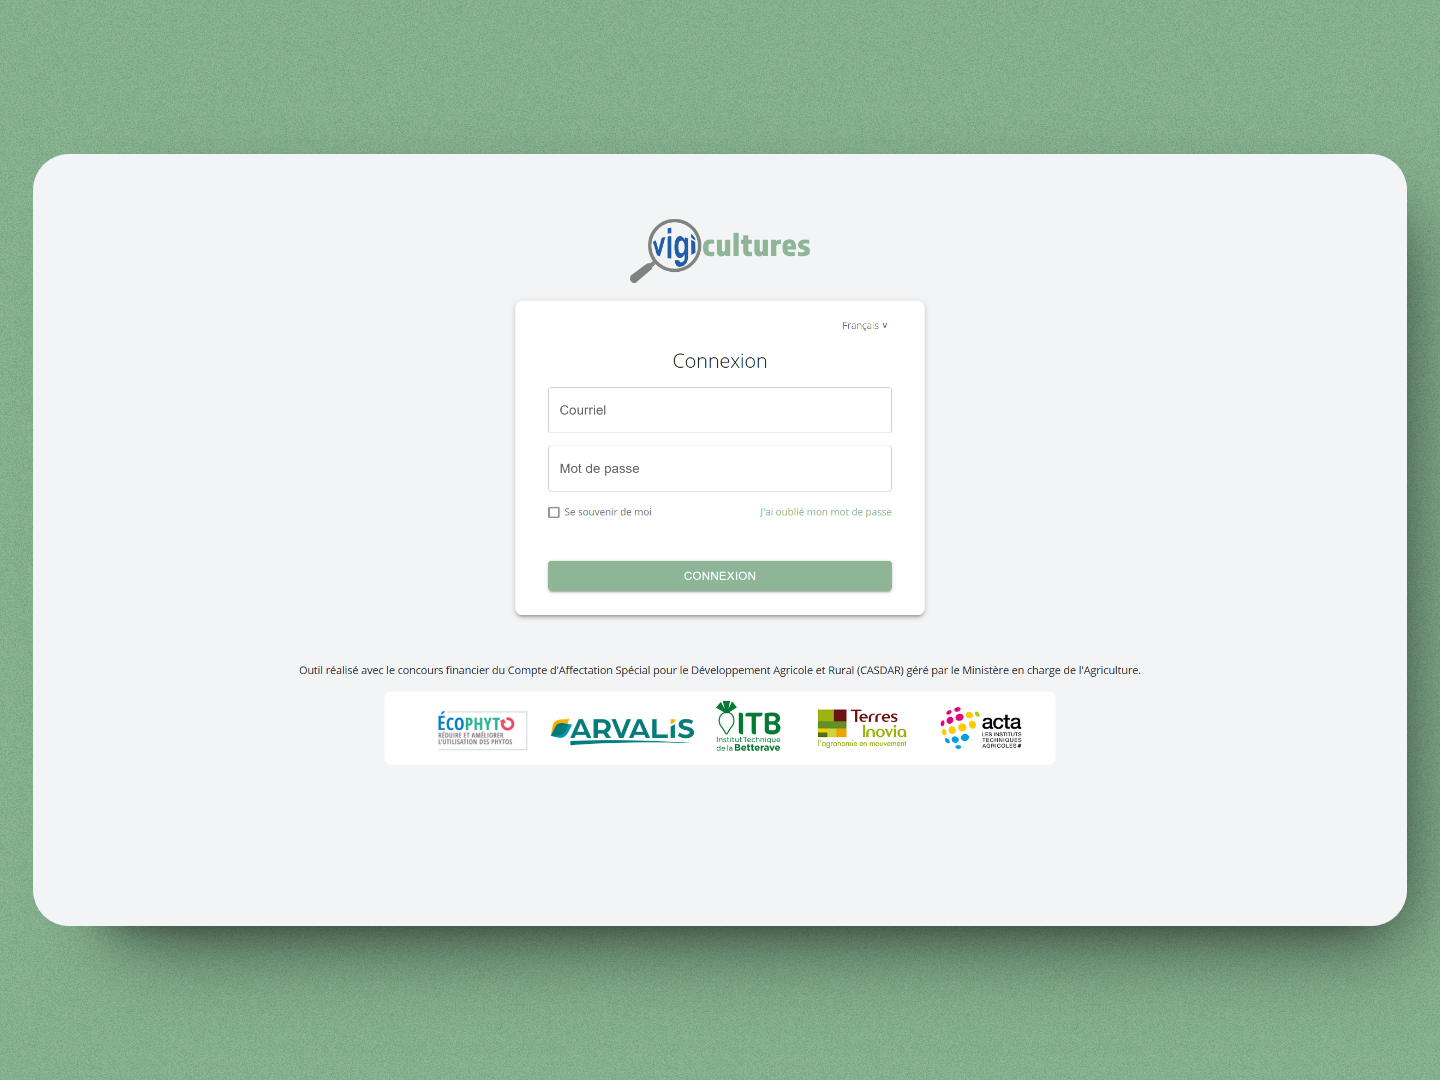 vigicultures
Français ∨
Connexion
Courriel
Mot de passe
Se souvenir de moi
J'ai oublié mon mot de passe
CONNEXION
Outil réalisé avec le concours financier du Compte d'Affectation Spécial pour le Développement Agricole et Rural (CASDAR) géré par le Ministère en charge de l'Agriculture.
ÉCOPHYTO
RÉDUIRE ET AMÉLIORER
L'UTILISATION DES PHYTOS
ARVALiS
ITB
Institut Technique
de la Betterave
Terres
Inovia
l'agronomie en mouvement
acta
LES INSTITUTS
TECHNIQUES
AGRICOLES#